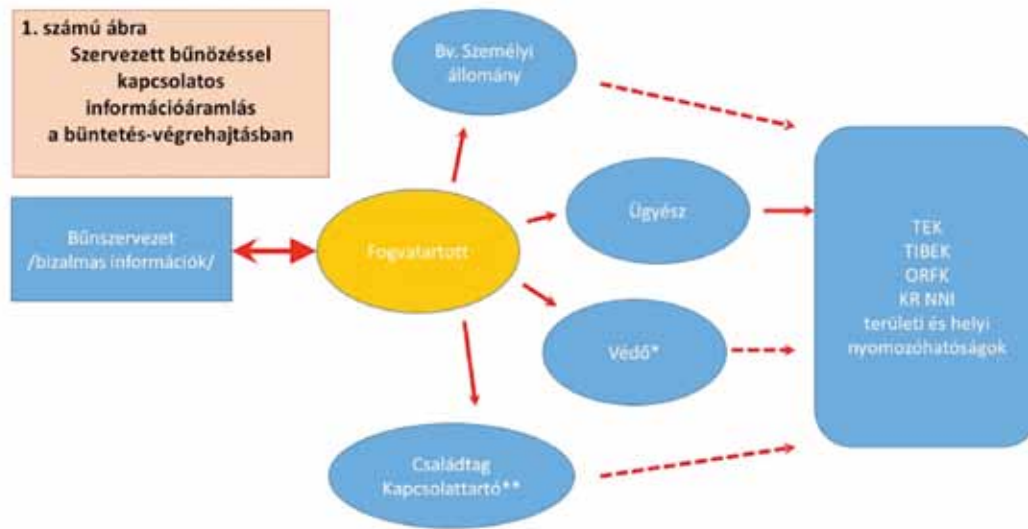 1. számú ábra
Szervezett bűnözéssel
kapcsolatos
információáramlás
a büntetés-végrehajtásban
Bv. Személyi
állomány
Ügyész
Bűnszervezet
/bizalmas információk/
Fogvatartott
Védő*
Családtag
Kapcsolattartó**
TEK
TIBEK
ORFK
KR NNI
területi és helyi
nyomozóhatóságok